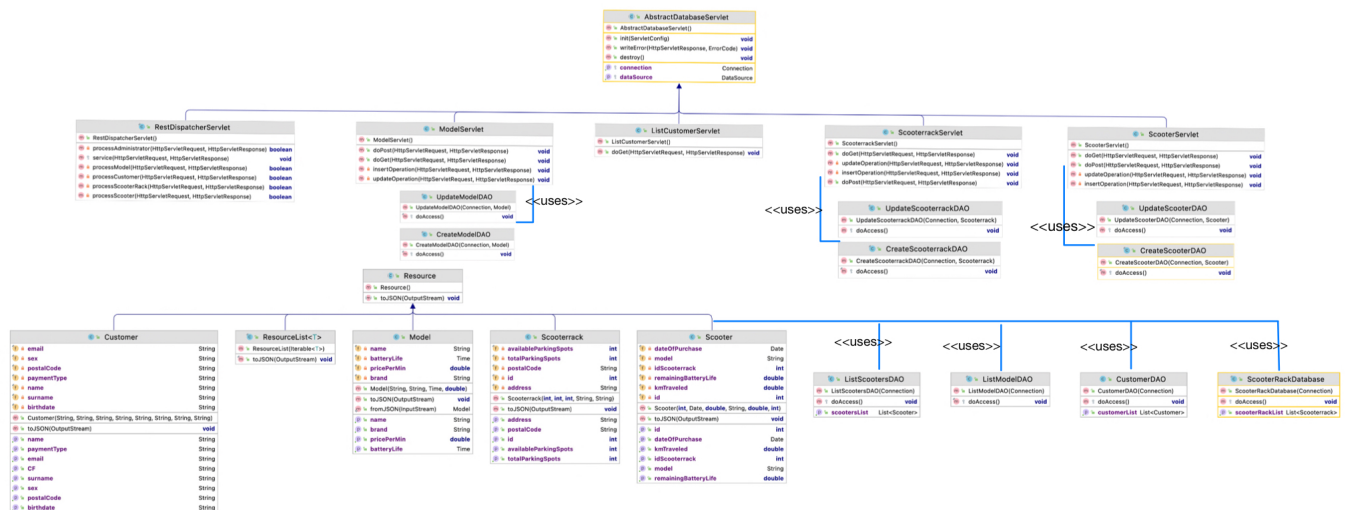 AbstractDatabaseServlet
AbstractDatabaseServlet()
init(ServletConfig) void
writeError(HttpServletResponse, ErrorCode) void
destroy() void
connection Connection
dataSource DataSource
RestDispatcherServlet
RestDispatcherServlet()
processAdministrator(HttpServletRequest, HttpServletResponse) boolean
service(HttpServletRequest, HttpServletResponse) void
processModel(HttpServletRequest, HttpServletResponse) boolean
processCustomer(HttpServletRequest, HttpServletResponse) boolean
processScooterRack(HttpServletRequest, HttpServletResponse) boolean
processScooter(HttpServletRequest, HttpServletResponse) boolean
ModelServlet
ModelServlet()
doPost(HttpServletRequest, HttpServletResponse) void
doGet(HttpServletRequest, HttpServletResponse) void
insertOperation(HttpServletRequest, HttpServletResponse) void
updateOperation(HttpServletRequest, HttpServletResponse) void
ListCustomerServlet
ListCustomerServlet()
doGet(HttpServletRequest, HttpServletResponse) void
ScooterrackServlet
ScooterrackServlet()
doGet(HttpServletRequest, HttpServletResponse) void
updateOperation(HttpServletRequest, HttpServletResponse) void
insertOperation(HttpServletRequest, HttpServletResponse) void
doPost(HttpServletRequest, HttpServletResponse) void
ScooterServlet
ScooterServlet()
doGet(HttpServletRequest, HttpServletResponse) void
doPost(HttpServletRequest, HttpServletResponse) void
updateOperation(HttpServletRequest, HttpServletResponse) void
insertOperation(HttpServletRequest, HttpServletResponse) void
UpdateModelDAO
UpdateModelDAO(Connection, Model)
doAccess() void
<<uses>>
CreateModelDAO
CreateModelDAO(Connection, Model)
doAccess() void
<<uses>>
UpdateScooterrackDAO
UpdateScooterrackDAO(Connection, Scooterrack)
doAccess() void
CreateScooterrackDAO
CreateScooterrackDAO(Connection, Scooterrack)
doAccess() void
<<uses>>
UpdateScooterDAO
UpdateScooterDAO(Connection, Scooter)
doAccess() void
CreateScooterDAO
CreateScooterDAO(Connection, Scooter)
doAccess() void
Resource
Resource()
toJSON(OutputStream) void
Customer
email String
sex String
postalCode String
paymentType String
name String
surname String
birthdate String
Customer(String, String, String, String, String, String, String, String)
toJSON(OutputStream) void
name String
paymentType String
email String
CF String
surname String
sex String
postalCode String
birthdate String
ResourceList<T>
ResourceList(Iterable<T>)
toJSON(OutputStream) void
Model
name String
batteryLife Time
pricePerMin double
brand String
Model(String, String, Time, double)
toJSON(OutputStream) void
fromJSON(InputStream) Model
name String
brand String
pricePerMin double
batteryLife Time
Scooterrack
availableParkingSpots int
totalParkingSpots int
postalCode String
id int
address String
Scooterrack(int, int, int, String, String)
toJSON(OutputStream) void
address String
postalCode String
id int
availableParkingSpots int
totalParkingSpots int
Scooter
dateOfPurchase Date
model String
idScooterrack int
remainingBatteryLife double
kmTraveled double
id int
Scooter(int, Date, double, String, double, int)
toJSON(OutputStream) void
id int
dateOfPurchase Date
kmTraveled double
idScooterrack int
model String
remainingBatteryLife double
<<uses>>
<<uses>>
<<uses>>
<<uses>>
ListScootersDAO
ListScootersDAO(Connection)
doAccess() void
scootersList List<Scooter>
ListModelDAO
ListModelDAO(Connection)
doAccess() void
CustomerDAO
CustomerDAO(Connection)
doAccess() void
customerList List<Customer>
ScooterRackDatabase
ScooterRackDatabase(Connection)
doAccess() void
scooterRackList List<Scooterrack>